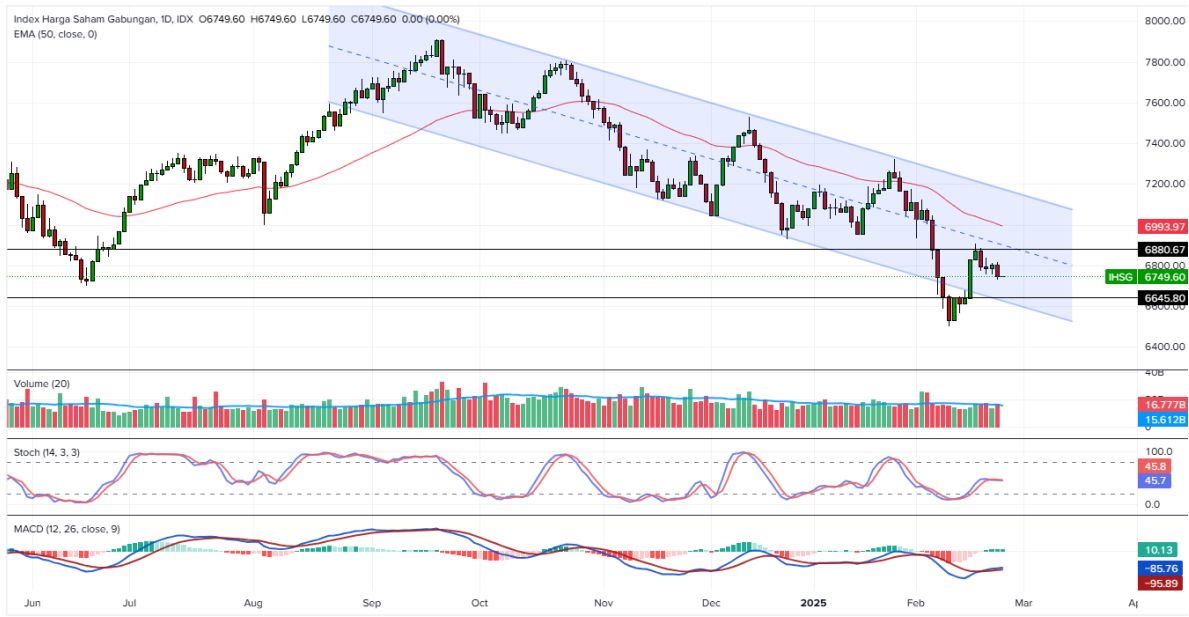 Index Harga Saham Gabungan, 1D, IDX O6749.60 H6749.60 L6749.60 C6749.60 0.00 (0.00%)
EMA (50, close, 0)
8000.00
7800.00
7600.00
7400.00
7200.00
6993.97
6880.67
6800.00
IHSG 6749.60
6645.80
6600.00
6400.00
Volume (20)
40B
16.777B
15.612B
0
Stoch (14, 3, 3)
100.0
45.8
45.7
0.0
MACD (12, 26, close, 9)
10.13
−85.76
−95.89
Jun Jul Aug Sep Oct Nov Dec 2025 Feb Mar